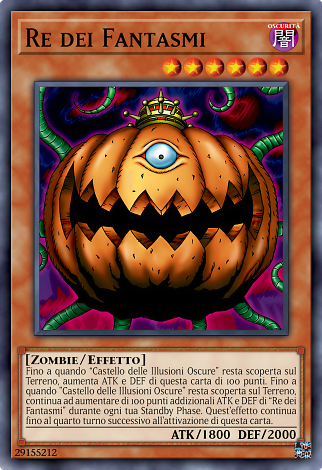 Re dei Fantasmi
OSCURITÀ
闇
[Zombie/Effetto]
Fino a quando "Castello delle Illusioni Oscure" resta scoperta sul
Terreno, aumenta ATK e DEF di questa carta di 100 punti. Fino a
quando "Castello delle Illusioni Oscure" resta scoperta sul Terreno,
continua ad aumentare di 100 punti addizionali ATK e DEF di "Re dei
Fantasmi" durante ogni tua Standby Phase. Quest'effetto continua
fino al quarto turno successivo all'attivazione di questa carta.
ATK/1800 DEF/2000
29155212